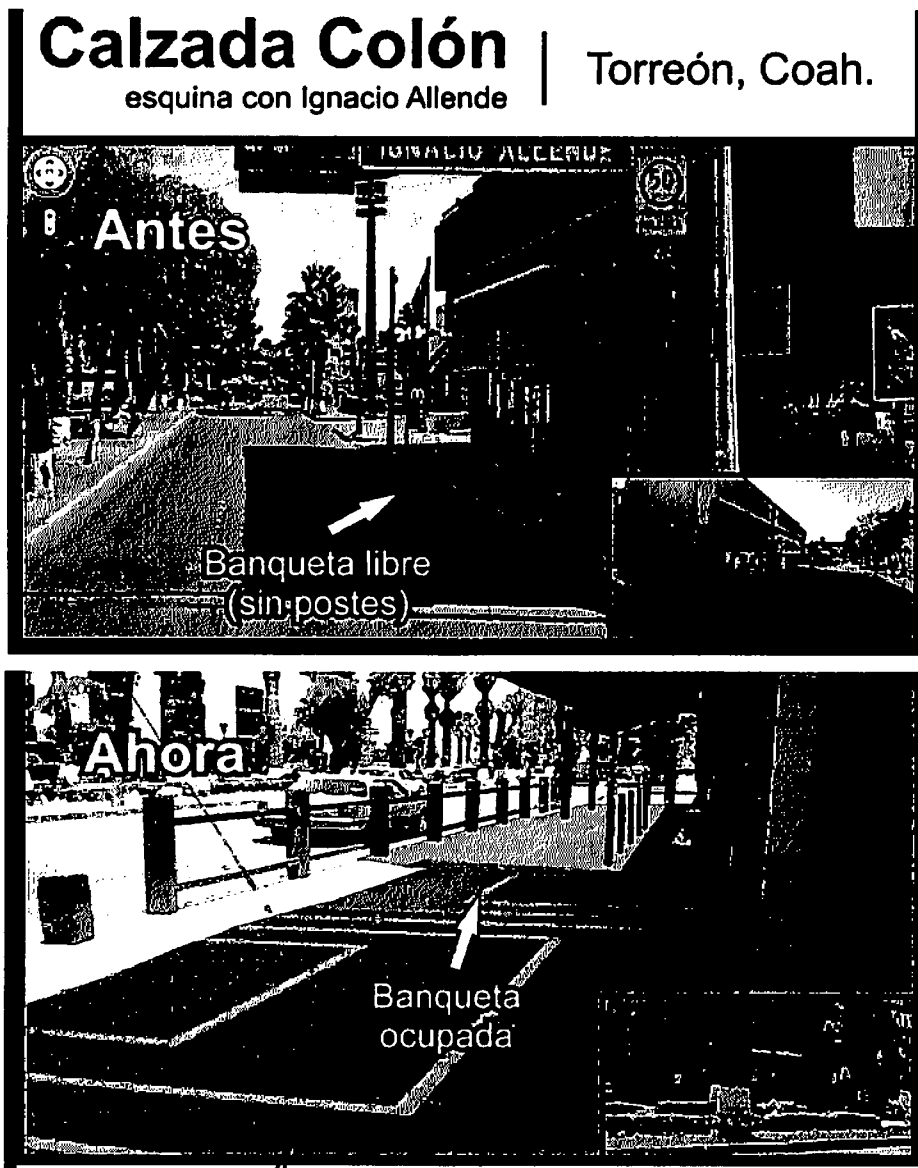 Calzada Colón
esquina con Ignacio Allende
Torreón, Coah.
IGNACIO ALLENDE
50
Antes
Banqueta libre
(sin postes)
Ahora
Banqueta
ocupada